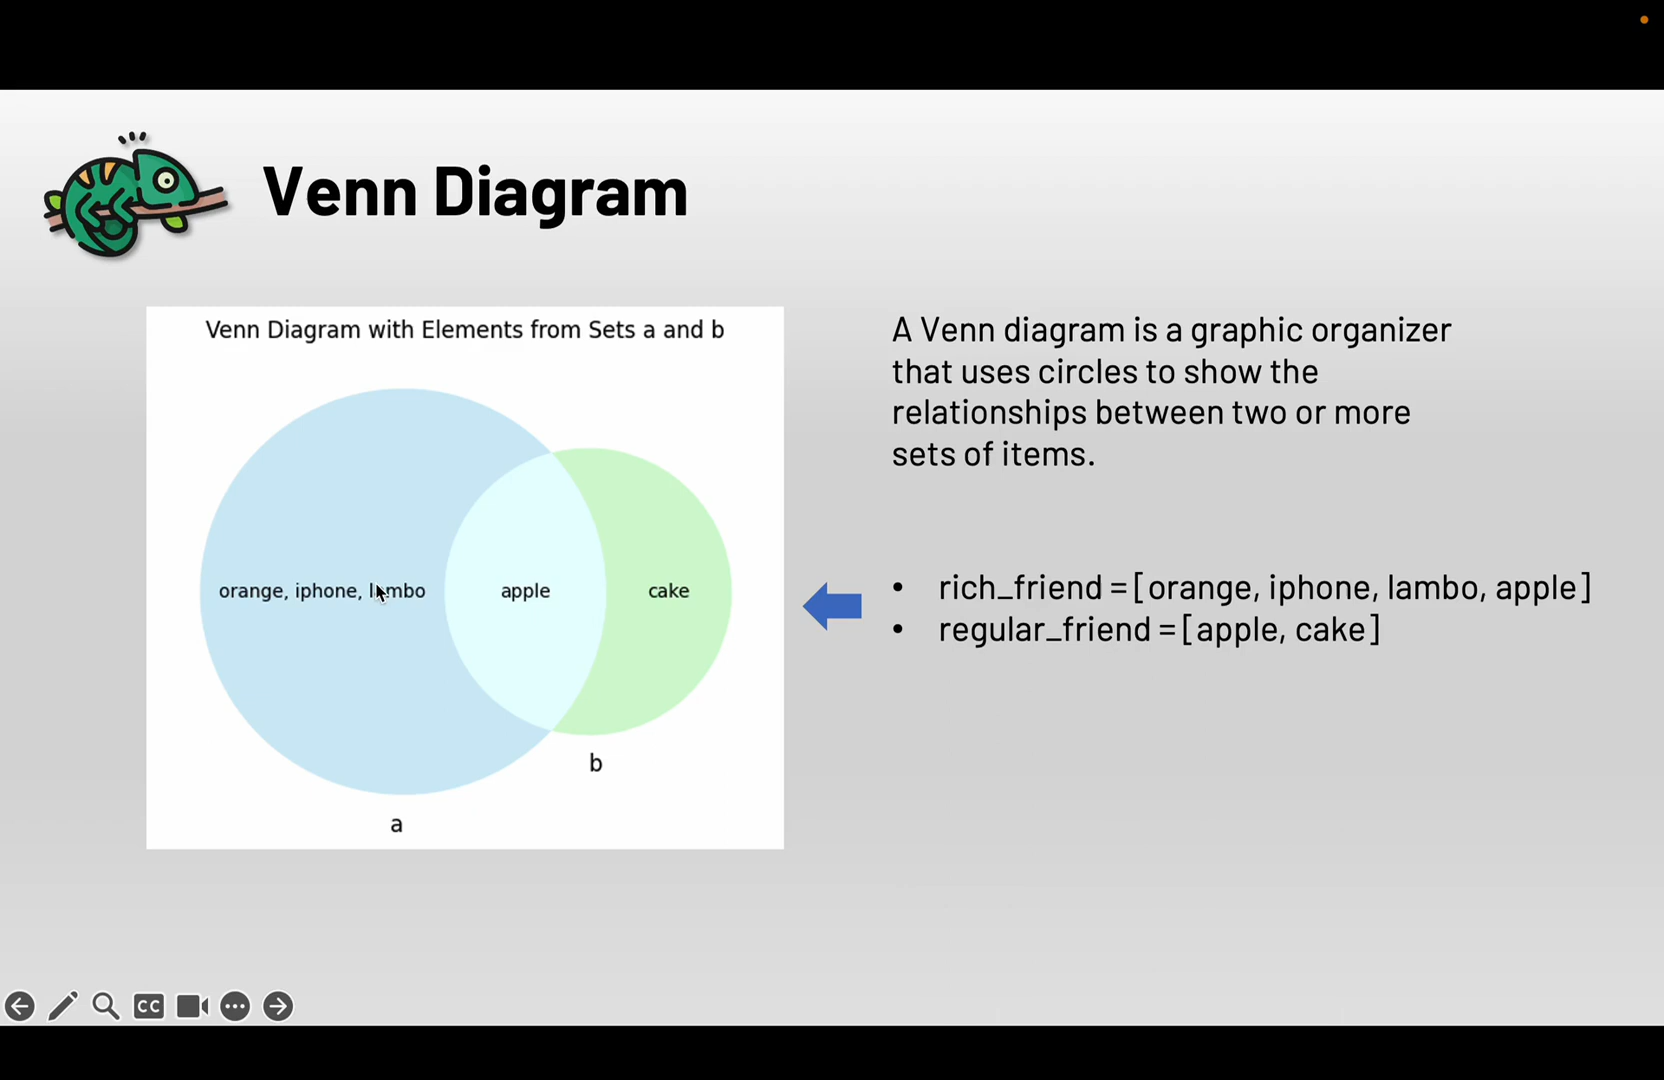 Venn Diagram
Venn Diagram with Elements from Sets a and b
orange, iphone, lambo
apple
cake
b
a
A Venn diagram is a graphic organizer
that uses circles to show the
relationships between two or more
sets of items.
• rich_friend = [orange, iphone, lambo, apple]
• regular_friend = [apple, cake]
CC